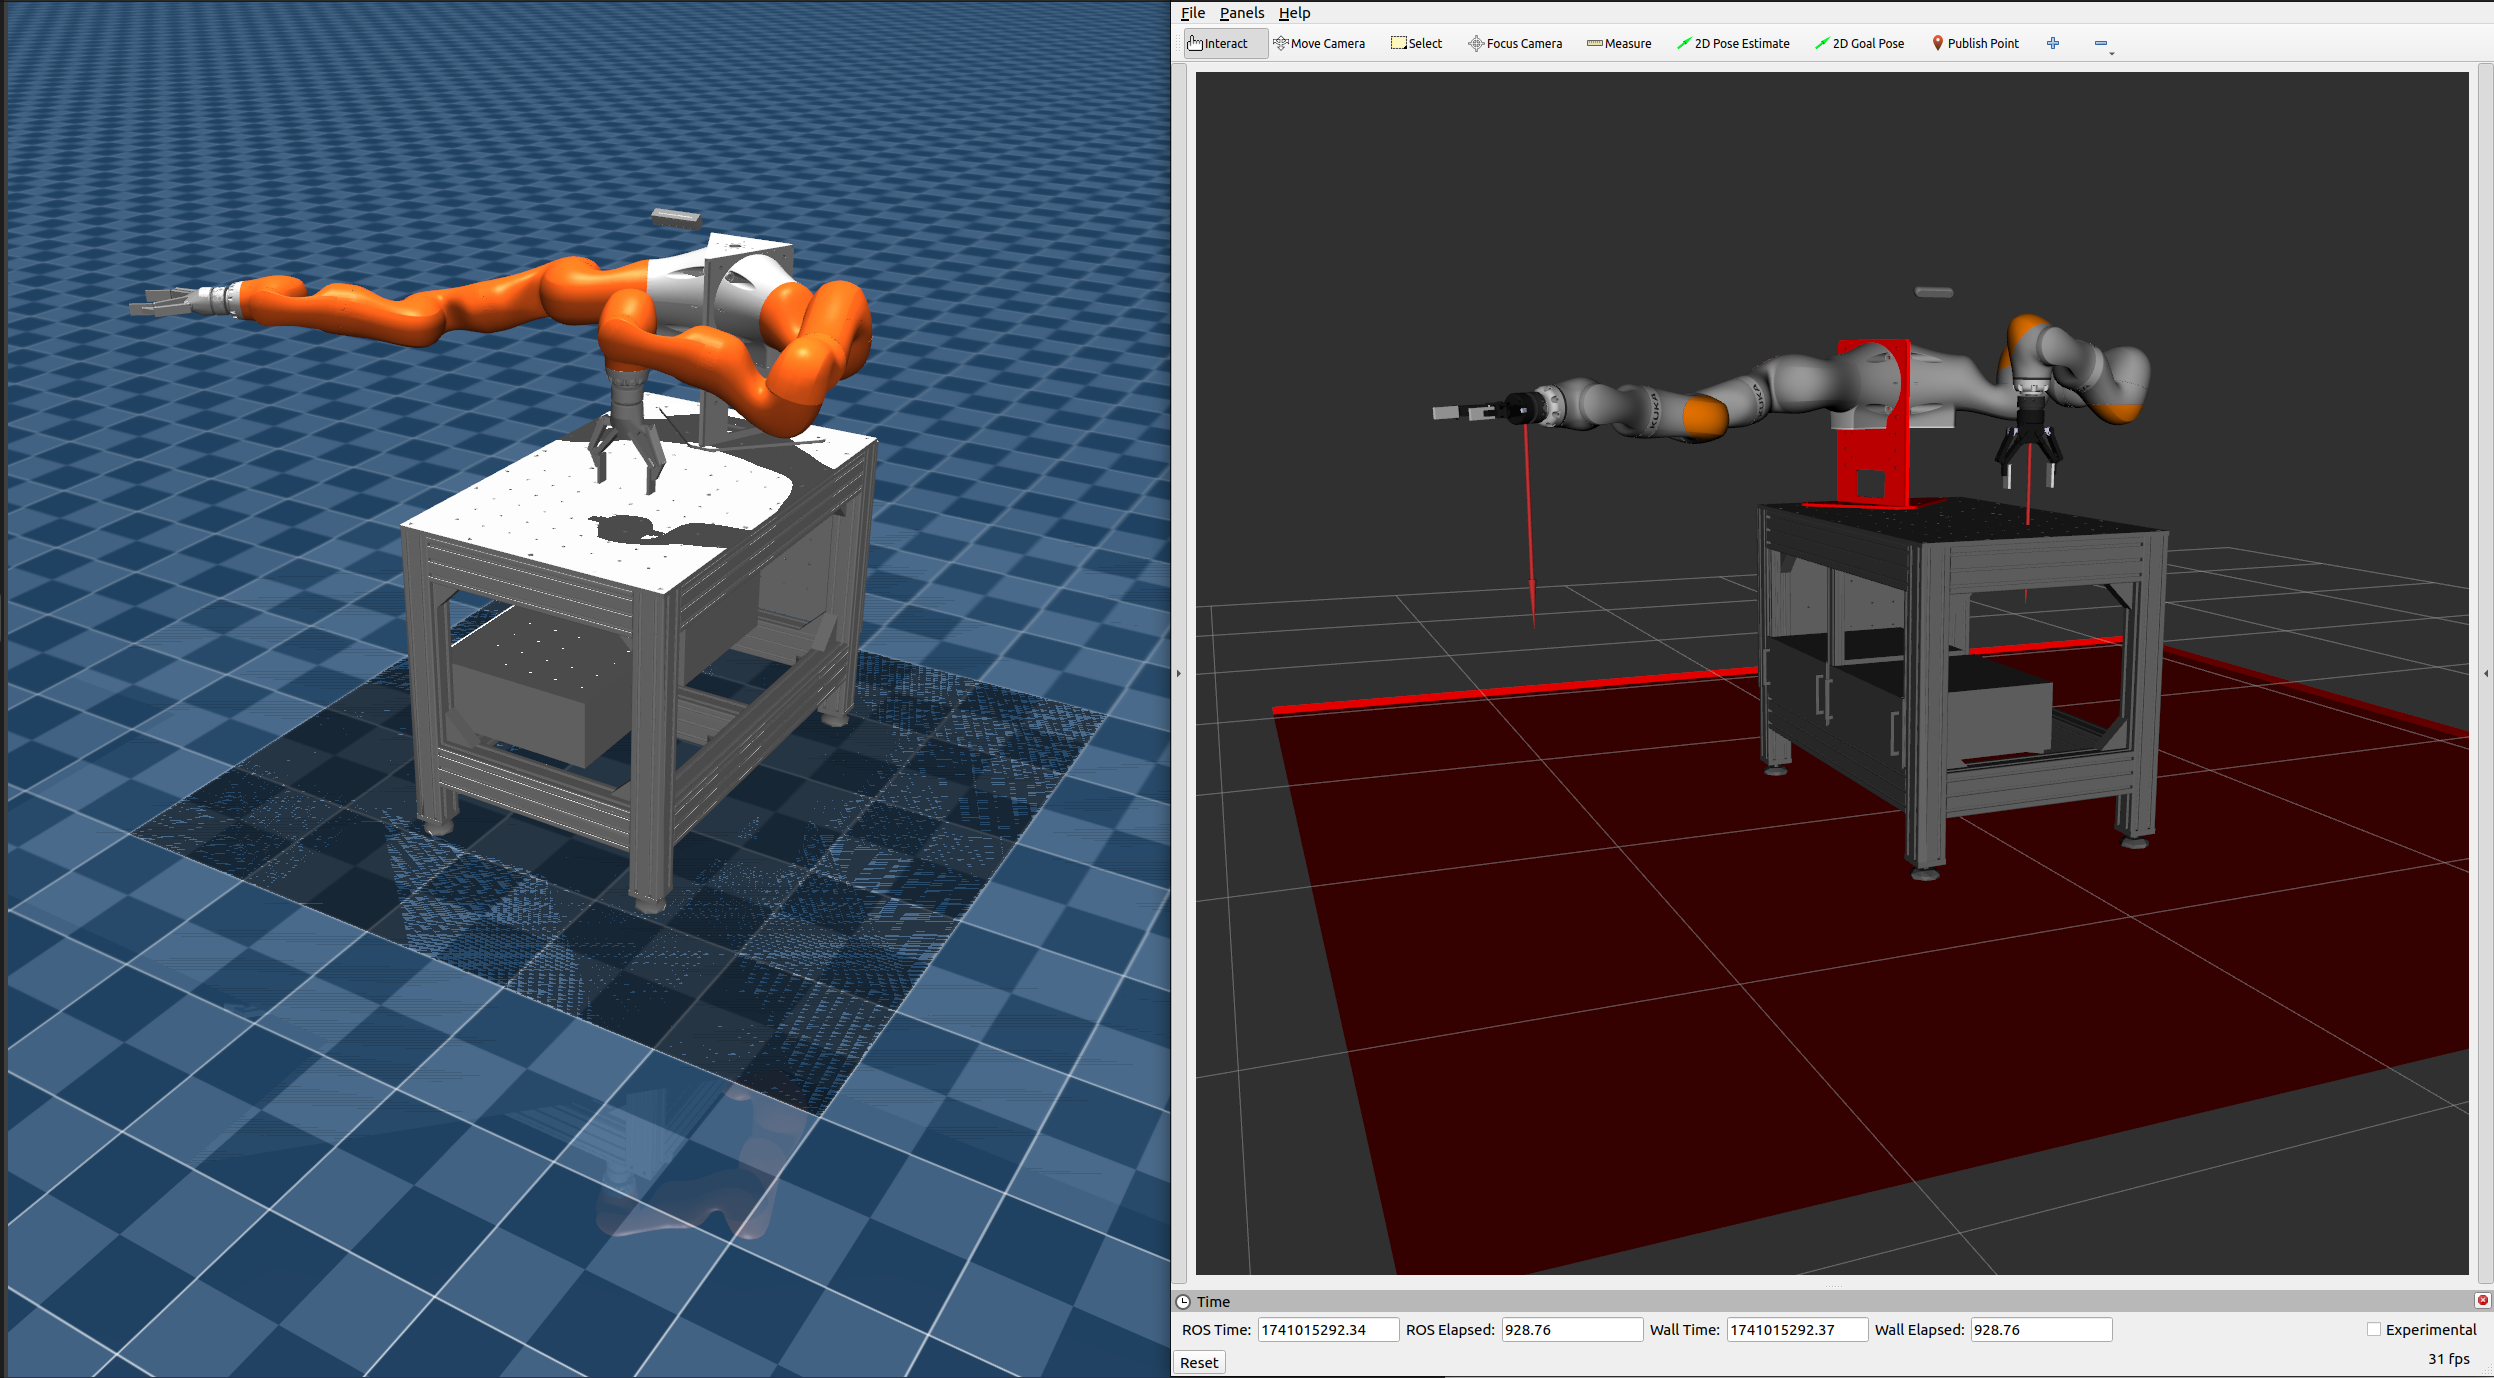 File Panels Help
Interact Move Camera Select Focus Camera Measure 2D Pose Estimate 2D Goal Pose Publish Point
KUKA KUKA
Time
ROS Time: 1741015292.34 ROS Elapsed: 928.76 Wall Time: 1741015292.37 Wall Elapsed: 928.76 Experimental
Reset 31 fps